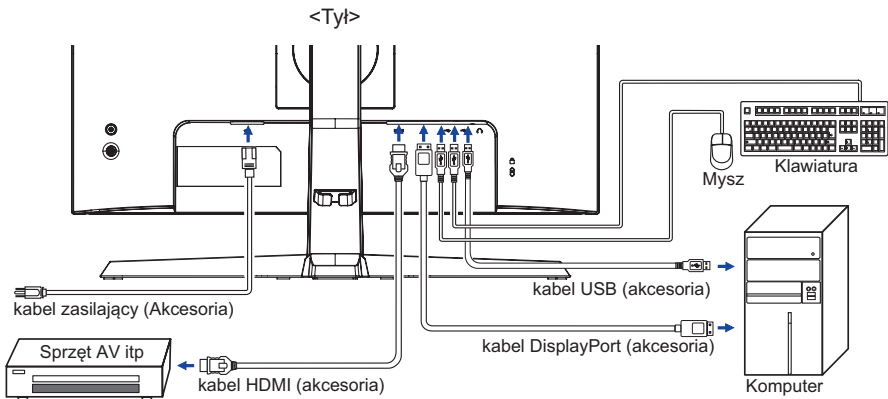 <Tył>
Klawiatura
Mysz
kabel USB (akcesoria)
kabel zasilający (Akcesoria)
kabel DisplayPort (akcesoria)
Sprzęt AV itp
kabel HDMI (akcesoria)
Komputer